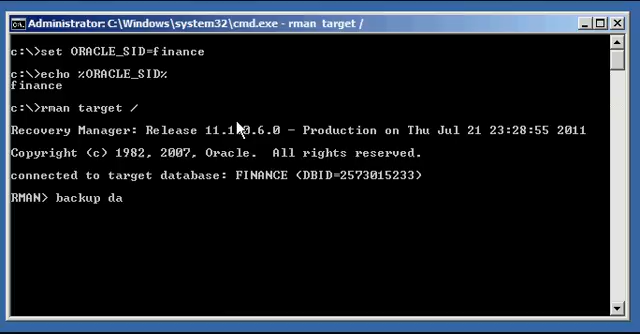 Administrator: C:\Windows\system32\cmd.exe - rman target /
c:\>set ORACLE_SID=finance
c:\>echo %ORACLE_SID%
finance
c:\>rman target /
Recovery Manager: Release 11.1.0.6.0 - Production on Thu Jul 21 23:28:55 2011
Copyright (c) 1982, 2007, Oracle.  All rights reserved.
connected to target database: FINANCE (DBID=2573015233)
RMAN> backup da